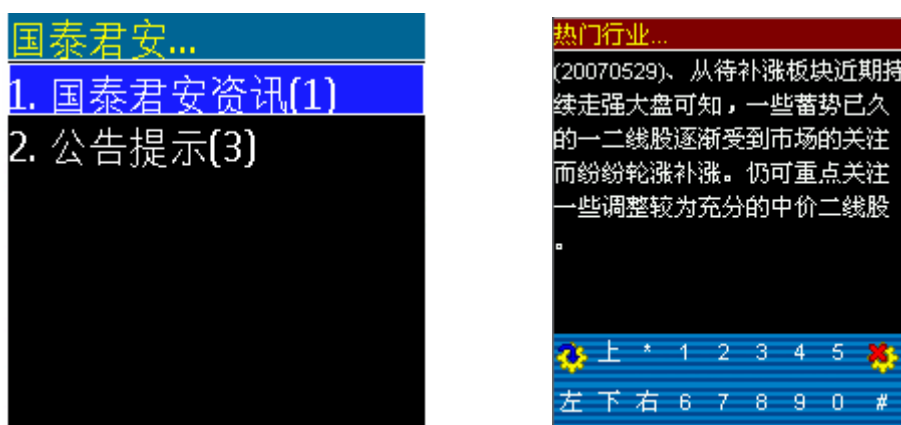 国泰君安...
1. 国泰君安资讯(1)
2. 公告提示(3)
热门行业...
(20070529)、从待补涨板块近期持
续走强大盘可知，一些蓄势已久
的一二线股逐渐受到市场的关注
而纷纷轮涨补涨。仍可重点关注
一些调整较为充分的中价二线股
。
上 * 1 2 3 4 5
左 下 右 6 7 8 9 0 #